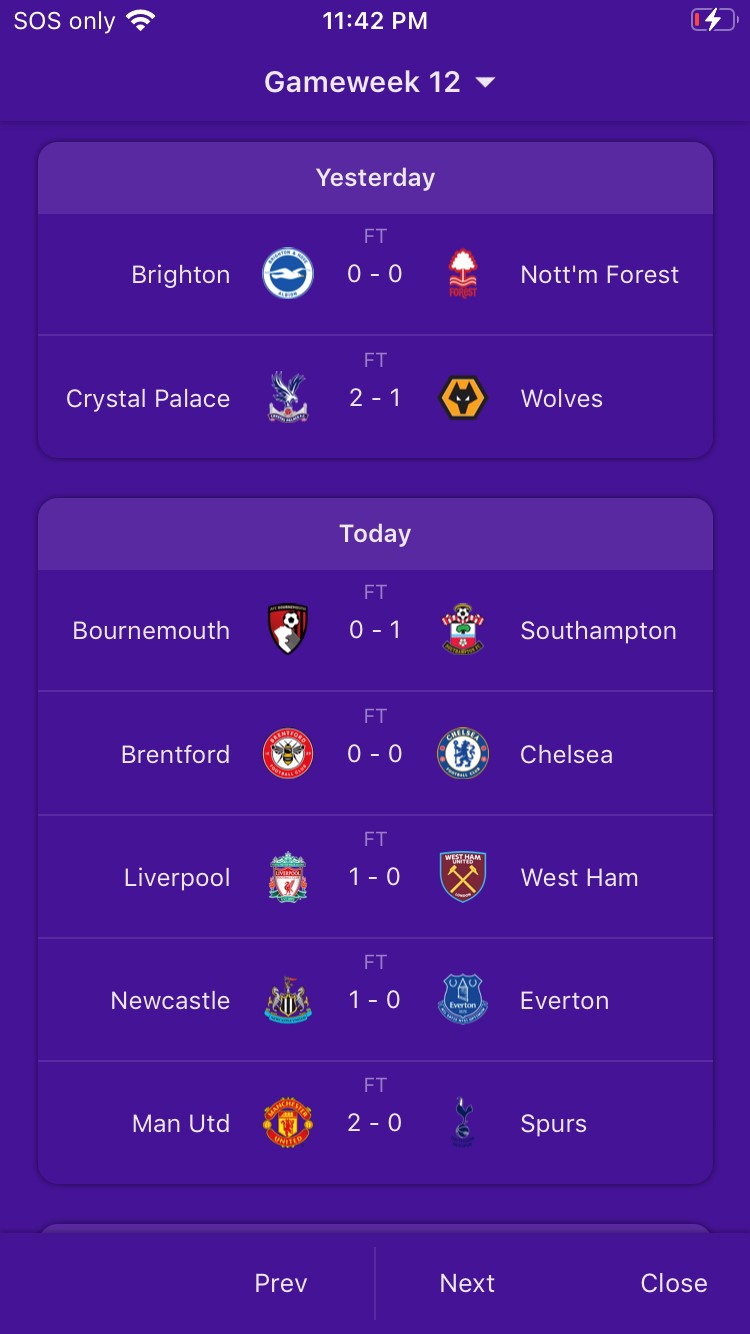 SOS only 11:42 PM
Gameweek 12
Yesterday
FT
Brighton 0 - 0 Nott'm Forest
FT
Crystal Palace 2 - 1 Wolves
Today
FT
Bournemouth 0 - 1 Southampton
FT
Brentford 0 - 0 Chelsea
FT
Liverpool 1 - 0 West Ham
FT
Newcastle 1 - 0 Everton
FT
Man Utd 2 - 0 Spurs
Prev Next Close